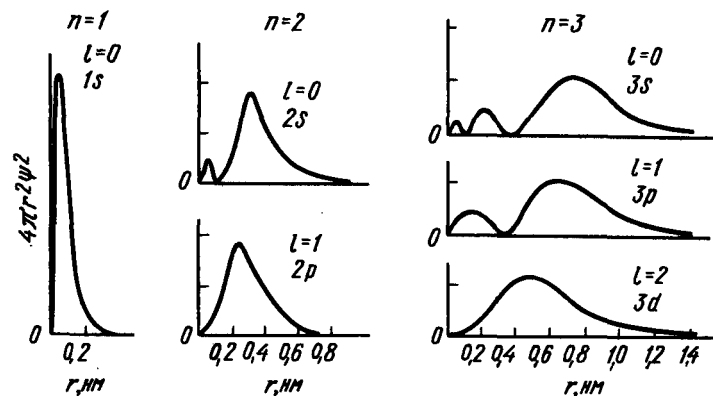 n=1
l=0
1s
4πr²ψ²
0
0,2
r, нм
n=2
l=0
2s
0
l=1
2p
0
0,2 0,4 0,6 0,8
r, нм
n=3
l=0
3s
0
l=1
3p
0
l=2
3d
0
0,2 0,4 0,6 0,8 1,0 1,2 1,4
r, нм